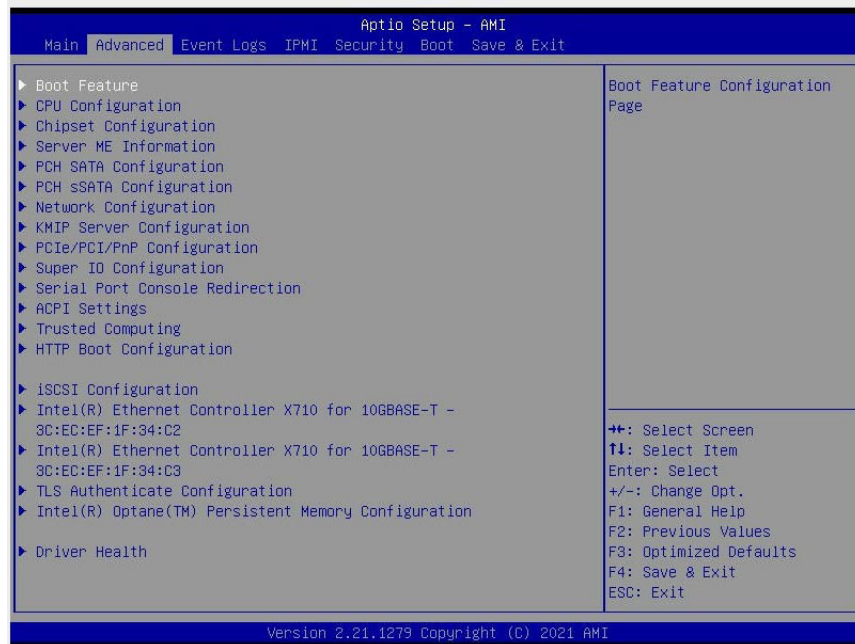 Aptio Setup – AMI
Main Advanced Event Logs IPMI Security Boot Save & Exit
▶ Boot Feature
▶ CPU Configuration
▶ Chipset Configuration
▶ Server ME Information
▶ PCH SATA Configuration
▶ PCH sSATA Configuration
▶ Network Configuration
▶ KMIP Server Configuration
▶ PCIe/PCI/PnP Configuration
▶ Super IO Configuration
▶ Serial Port Console Redirection
▶ ACPI Settings
▶ Trusted Computing
▶ HTTP Boot Configuration
▶ iSCSI Configuration
▶ Intel(R) Ethernet Controller X710 for 10GBASE-T –
3C:EC:EF:1F:34:C2
▶ Intel(R) Ethernet Controller X710 for 10GBASE-T –
3C:EC:EF:1F:34:C3
▶ TLS Authenticate Configuration
▶ Intel(R) Optane(TM) Persistent Memory Configuration
▶ Driver Health
Boot Feature Configuration
Page
→←: Select Screen
↑↓: Select Item
Enter: Select
+/-: Change Opt.
F1: General Help
F2: Previous Values
F3: Optimized Defaults
F4: Save & Exit
ESC: Exit
Version 2.21.1279 Copyright (C) 2021 AMI